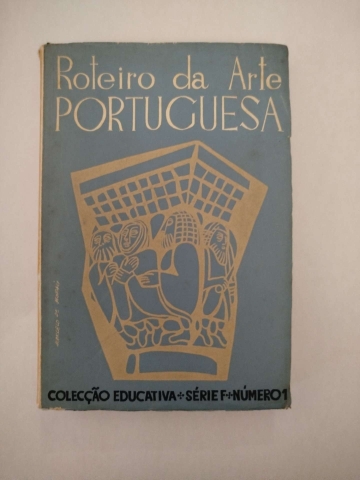 Roteiro da Arte
PORTUGUESA
COLECÇÃO EDUCATIVA÷SÉRIE F÷NÚMERO 1